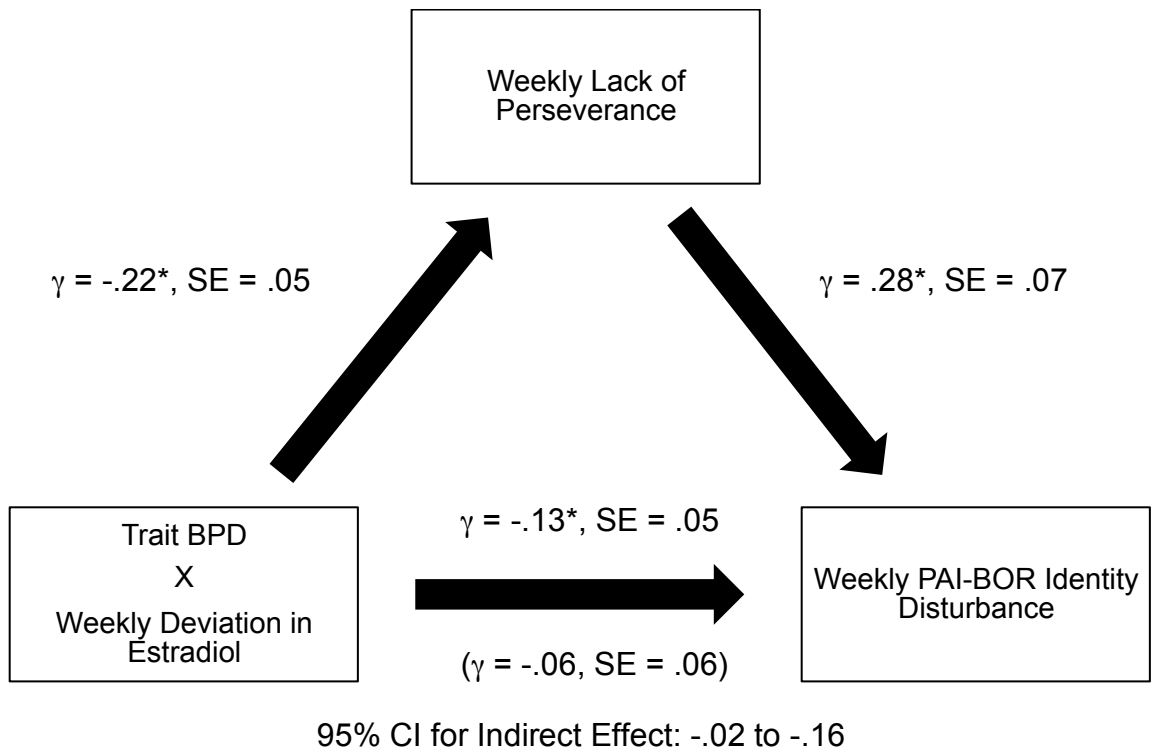 Weekly Lack of
Perseverance
γ = -.22*, SE = .05
γ = .28*, SE = .07
Trait BPD
X
Weekly Deviation in
Estradiol
γ = -.13*, SE = .05
(γ = -.06, SE = .06)
Weekly PAI-BOR Identity
Disturbance
95% CI for Indirect Effect: -.02 to -.16